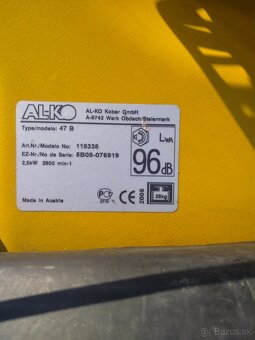 AL-KO
AL-KO Kober GmbH
A-8742 Werk Obdach/Steiermark
Type/modelo: 47 B
Art.Nr./Modelo No: 118338
EZ-Nr./No de Serie: 6B08-076919
2,5kW 2800 min-1
LWA
96dB
Made in Austria
CE
2005
28kg
bazos.sk